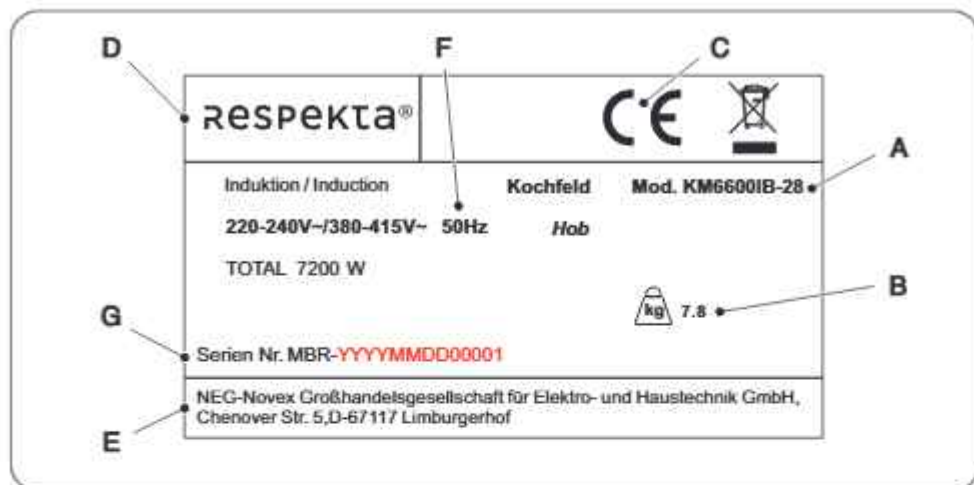 D
F
C
Respekta®
CE
A
Induktion / Induction Kochfeld Mod. KM6600IB-28
220-240V~/380-415V~ 50Hz Hob
TOTAL 7200 W
B
kg 7.8
G
Serien Nr. MBR-YYYYMMDD00001
NEG-Novex Großhandelsgesellschaft für Elektro- und Haustechnik GmbH,
Chenover Str. 5,D-67117 Limburgerhof
E